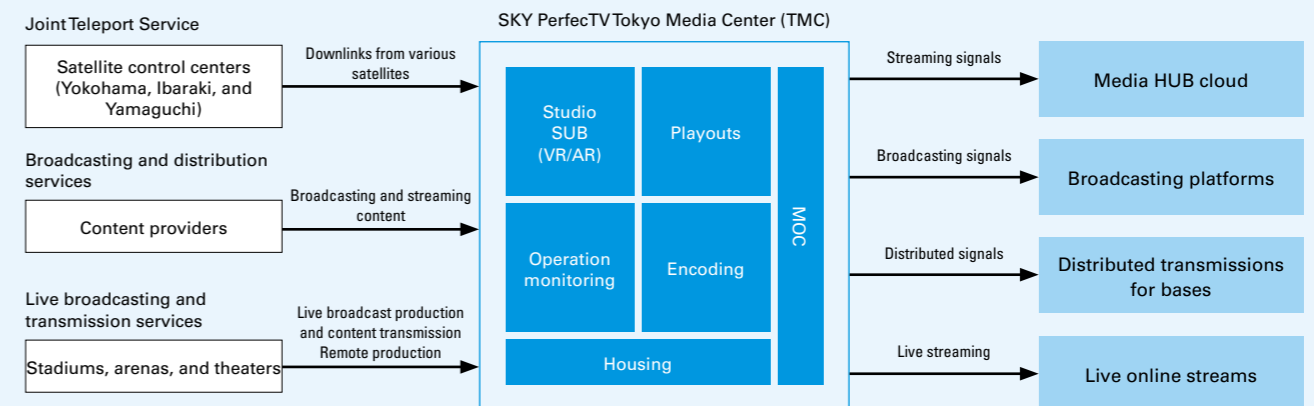 Joint Teleport Service
Satellite control centers
(Yokohama, Ibaraki, and
Yamaguchi)
Downlinks from various
satellites
Broadcasting and distribution
services
Content providers
Broadcasting and streaming
content
Live broadcasting and
transmission services
Stadiums, arenas, and theaters
Live broadcast production
and content transmission
Remote production
SKY PerfecTV Tokyo Media Center (TMC)
Studio
SUB
(VR/AR)
Playouts
Operation
monitoring
Encoding
Housing
MOC
Streaming signals
Media HUB cloud
Broadcasting signals
Broadcasting platforms
Distributed signals
Distributed transmissions
for bases
Live streaming
Live online streams